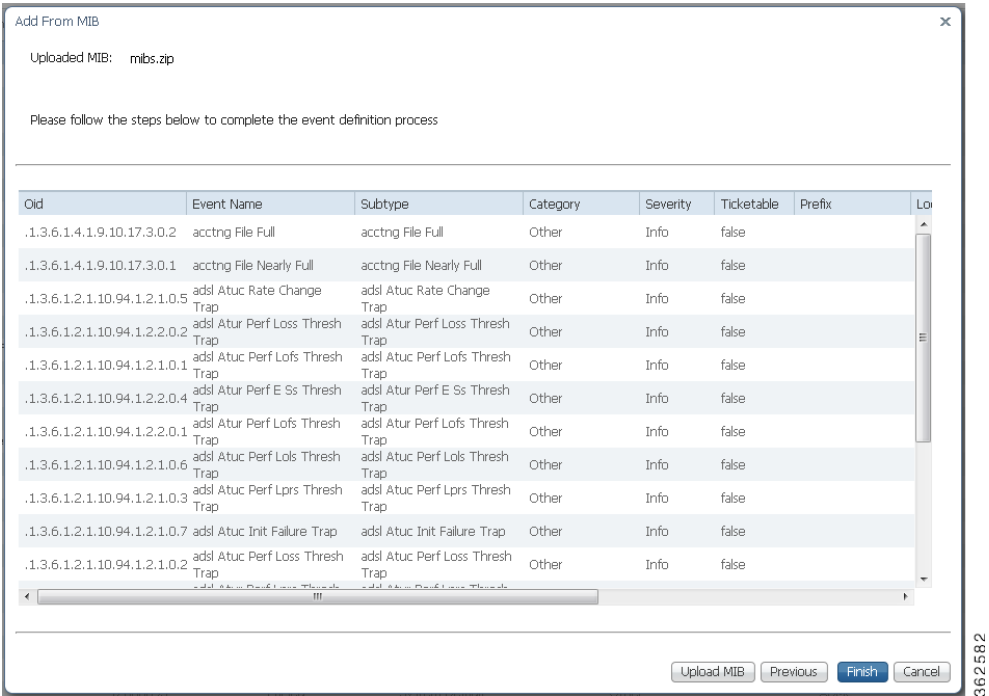 Add From MIB
Uploaded MIB: mibs.zip
Please follow the steps below to complete the event definition process
Oid Event Name Subtype Category Severity Ticketable Prefix
.1.3.6.1.4.1.9.10.17.3.0.2 acctng File Full acctng File Full Other Info false
.1.3.6.1.4.1.9.10.17.3.0.1 acctng File Nearly Full acctng File Nearly Full Other Info false
.1.3.6.1.2.1.10.94.1.2.1.0.5 adsl Atuc Rate Change Trap adsl Atuc Rate Change Trap Other Info false
.1.3.6.1.2.1.10.94.1.2.2.0.2 adsl Atur Perf Loss Thresh Trap adsl Atur Perf Loss Thresh Trap Other Info false
.1.3.6.1.2.1.10.94.1.2.1.0.1 adsl Atuc Perf Lofs Thresh Trap adsl Atuc Perf Lofs Thresh Trap Other Info false
.1.3.6.1.2.1.10.94.1.2.2.0.4 adsl Atur Perf E Ss Thresh Trap adsl Atur Perf E Ss Thresh Trap Other Info false
.1.3.6.1.2.1.10.94.1.2.2.0.1 adsl Atur Perf Lofs Thresh Trap adsl Atur Perf Lofs Thresh Trap Other Info false
.1.3.6.1.2.1.10.94.1.2.1.0.6 adsl Atuc Perf Lols Thresh Trap adsl Atuc Perf Lols Thresh Trap Other Info false
.1.3.6.1.2.1.10.94.1.2.1.0.3 adsl Atuc Perf Lprs Thresh Trap adsl Atuc Perf Lprs Thresh Trap Other Info false
.1.3.6.1.2.1.10.94.1.2.1.0.7 adsl Atuc Init Failure Trap adsl Atuc Init Failure Trap Other Info false
.1.3.6.1.2.1.10.94.1.2.1.0.2 adsl Atuc Perf Loss Thresh Trap adsl Atuc Perf Loss Thresh Trap Other Info false
Upload MIB Previous Finish Cancel
362582